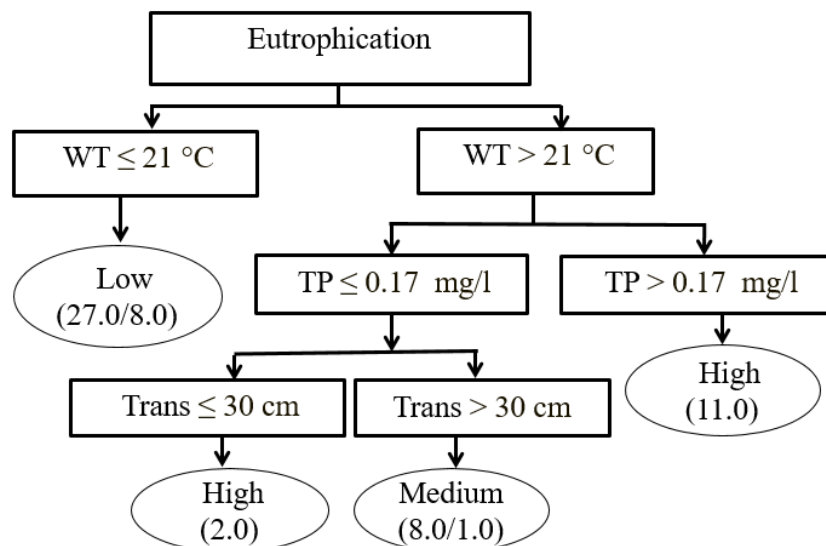 Eutrophication
WT ≤ 21 °C
WT > 21 °C
Low
(27.0/8.0)
TP ≤ 0.17 mg/l
TP > 0.17 mg/l
High
(11.0)
Trans ≤ 30 cm
Trans > 30 cm
High
(2.0)
Medium
(8.0/1.0)